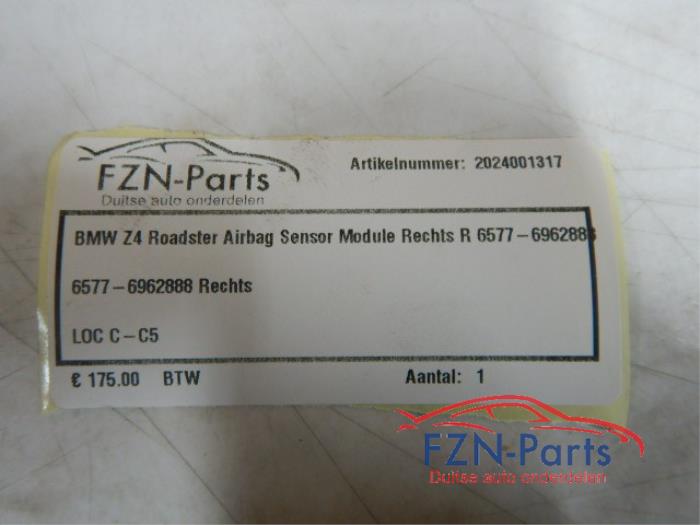 FZN-Parts
Duitse auto onderdelen
Artikelnummer: 2024001317
BMW Z4 Roadster Airbag Sensor Module Rechts R 6577-6962888
6577-6962888 Rechts
LOC C-C5
€ 175.00 BTW
Aantal: 1
FZN-Parts
Duitse auto onderdelen